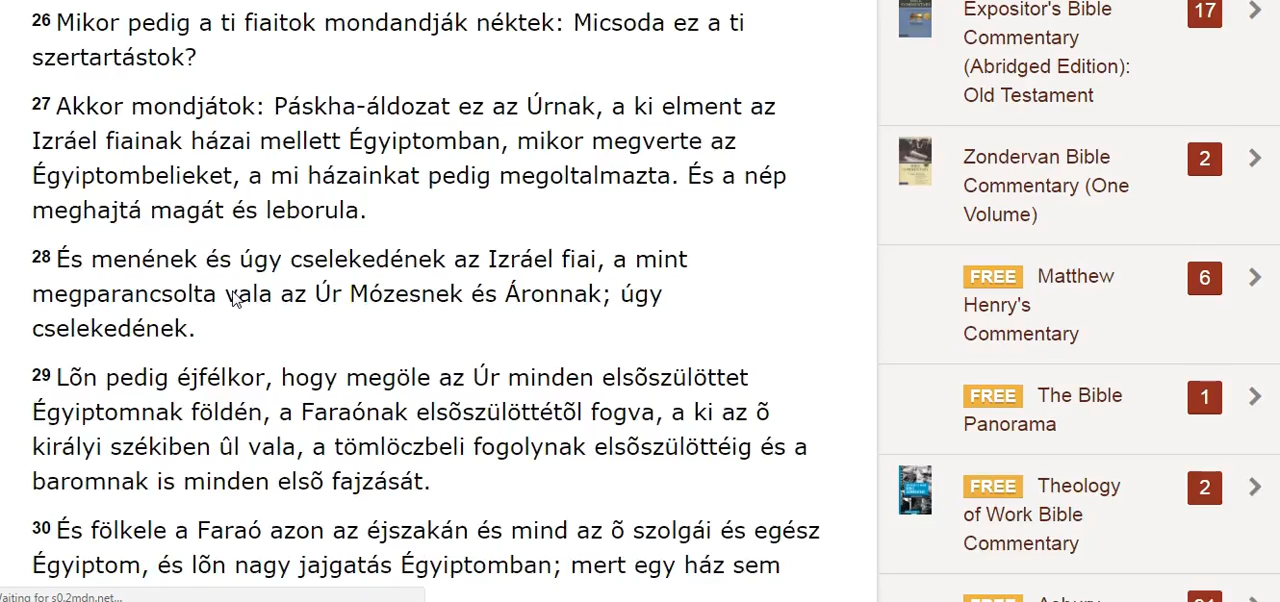 26 Mikor pedig a ti fiaitok mondandják néktek: Micsoda ez a ti
szertartástok?
27 Akkor mondjátok: Páskha-áldozat ez az Úrnak, a ki elment az
Izráel fiainak házai mellett Égyiptomban, mikor megverte az
Égyiptombelieket, a mi házainkat pedig megoltalmazta. És a nép
meghajtá magát és leborula.
28 És menének és úgy cselekedének az Izráel fiai, a mint
megparancsolta vala az Úr Mózesnek és Áronnak; úgy
cselekedének.
29 Lõn pedig éjfélkor, hogy megöle az Úr minden elsõszülöttet
Égyiptomnak földén, a Faraónak elsõszülöttétõl fogva, a ki az õ
királyi székiben ûl vala, a tömlöczbeli fogolynak elsõszülöttéig és a
baromnak is minden elsõ fajzását.
30 És fölkele a Faraó azon az éjszakán és mind az õ szolgái és egész
Égyiptom, és lõn nagy jajgatás Égyiptomban; mert egy ház sem
Waiting for s0.2mdn.net...
Expositor's Bible 17
Commentary
(Abridged Edition):
Old Testament
Zondervan Bible 2
Commentary (One
Volume)
FREE Matthew 6
Henry's
Commentary
FREE The Bible 1
Panorama
FREE Theology 2
of Work Bible
Commentary